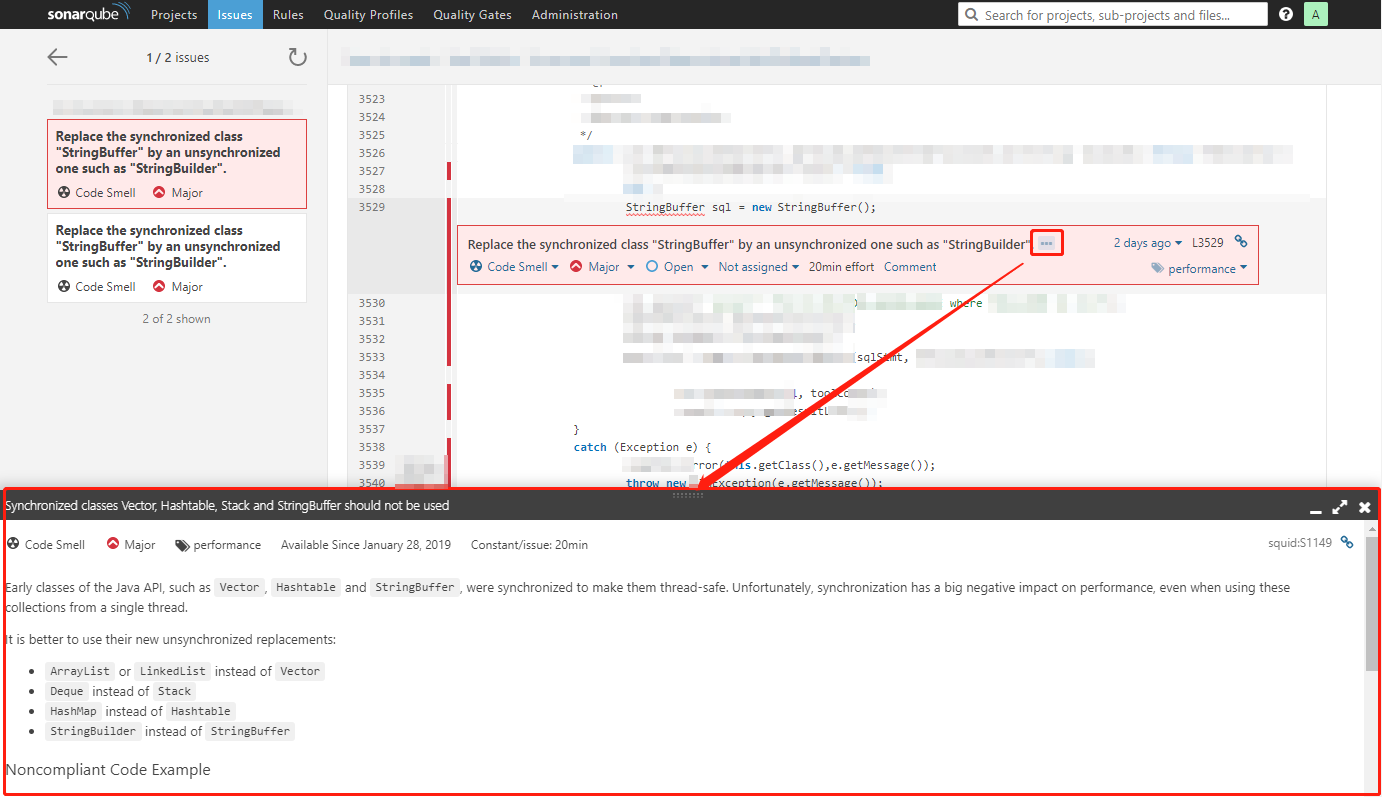 sonarqube Projects Issues Rules Quality Profiles Quality Gates Administration Search for projects, sub-projects and files... ? A
1 / 2 issues
Replace the synchronized class
"StringBuffer" by an unsynchronized
one such as "StringBuilder".
Code Smell Major
Replace the synchronized class
"StringBuffer" by an unsynchronized
one such as "StringBuilder".
Code Smell Major
2 of 2 shown
3523
3524
3525 */
3526
3527
3528
3529 StringBuffer sql = new StringBuffer();
Replace the synchronized class "StringBuffer" by an unsynchronized one such as "StringBuilder" ... 2 days ago L3529
Code Smell Major Open Not assigned 20min effort Comment performance
3530 where
3531
3532
3533 (sqlStmt,
3534
3535
3536
3537 }
3538 catch (Exception e) {
3539 .getClass(),e.getMessage());
3540 throw new Exception(e.getMessage());
Synchronized classes Vector, Hashtable, Stack and StringBuffer should not be used
Code Smell Major performance Available Since January 28, 2019 Constant/issue: 20min squid:S1149
Early classes of the Java API, such as Vector, Hashtable and StringBuffer, were synchronized to make them thread-safe. Unfortunately, synchronization has a big negative impact on performance, even when using these
collections from a single thread.
It is better to use their new unsynchronized replacements:
• ArrayList or LinkedList instead of Vector
• Deque instead of Stack
• HashMap instead of Hashtable
• StringBuilder instead of StringBuffer
Noncompliant Code Example